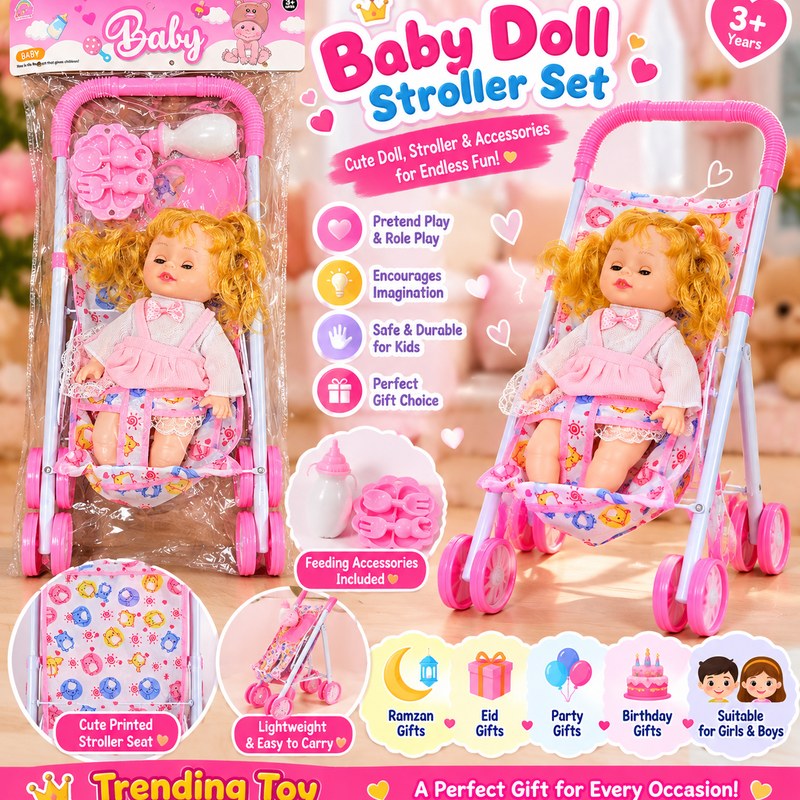 Baby
3+
BABY
Baby Doll
Stroller Set
3+
Years
Cute Doll, Stroller & Accessories
for Endless Fun!
Pretend Play
& Role Play
Encourages
Imagination
Safe & Durable
for Kids
Perfect
Gift Choice
Feeding Accessories
Included
Cute Printed
Stroller Seat
Lightweight
& Easy to Carry
Ramzan
Gifts
Eid
Gifts
Party
Gifts
Birthday
Gifts
Suitable
for Girls & Boys
Trending Toy
A Perfect Gift for Every Occasion!